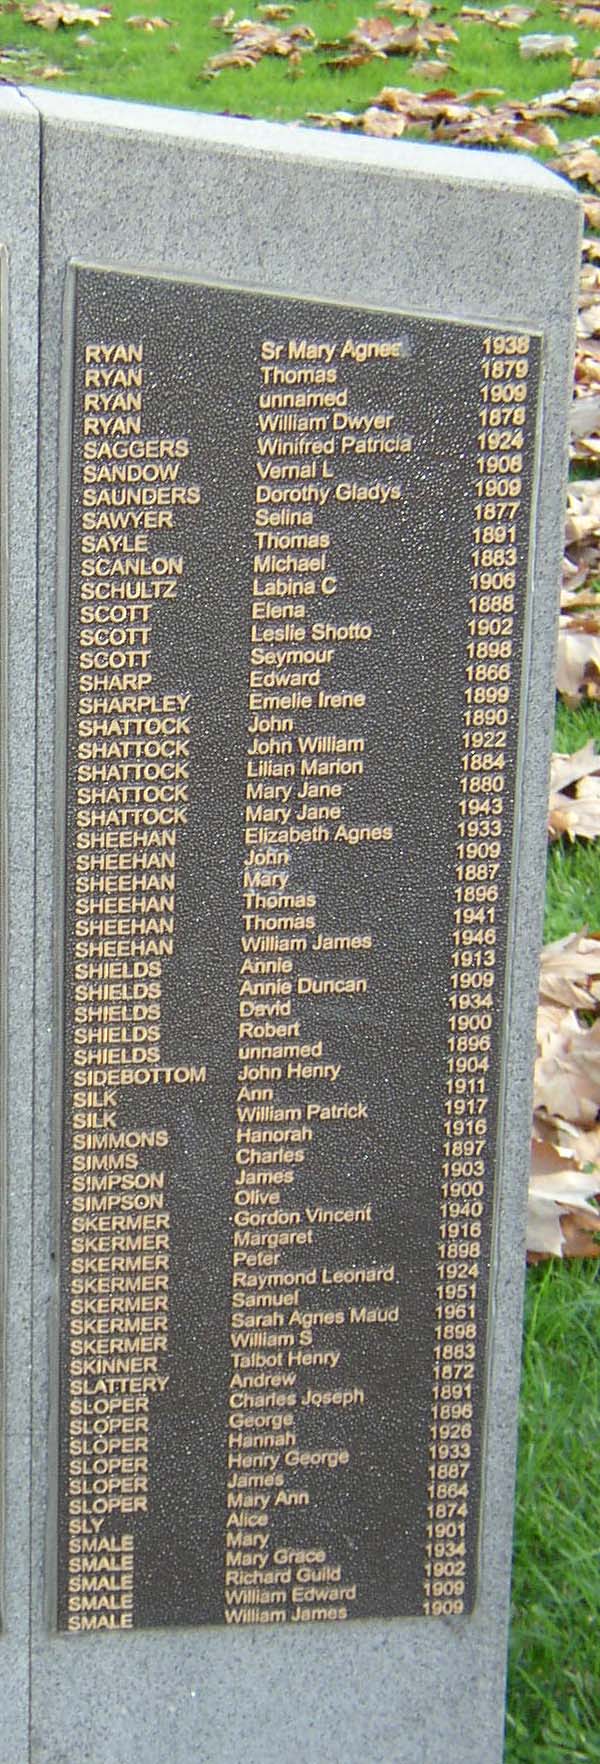 RYAN Sr Mary Agnes 1938
RYAN Thomas 1879
RYAN unnamed 1909
RYAN William Dwyer 1878
SAGGERS Winifred Patricia 1924
SANDOW Vernal L 1908
SAUNDERS Dorothy Gladys 1909
SAWYER Selina 1877
SAYLE Thomas 1891
SCANLON Michael 1883
SCHULTZ Labina C 1906
SCOTT Elena 1888
SCOTT Leslie Shotto 1902
SCOTT Seymour 1898
SHARP Edward 1866
SHARPLEY Emelie Irene 1899
SHATTOCK John 1890
SHATTOCK John William 1922
SHATTOCK Lilian Marion 1884
SHATTOCK Mary Jane 1880
SHATTOCK Mary Jane 1943
SHEEHAN Elizabeth Agnes 1933
SHEEHAN John 1909
SHEEHAN Mary 1887
SHEEHAN Thomas 1896
SHEEHAN Thomas 1941
SHEEHAN William James 1946
SHIELDS Annie 1913
SHIELDS Annie Duncan 1909
SHIELDS David 1934
SHIELDS Robert 1900
SHIELDS unnamed 1896
SIDEBOTTOM John Henry 1904
SILK Ann 1911
SILK William Patrick 1917
SIMMONS Hanorah 1916
SIMMS Charles 1897
SIMPSON James 1903
SIMPSON Olive 1900
SKERMER Gordon Vincent 1940
SKERMER Margaret 1916
SKERMER Peter 1898
SKERMER Raymond Leonard 1924
SKERMER Samuel 1951
SKERMER Sarah Agnes Maud 1961
SKERMER William S 1898
SKINNER Talbot Henry 1883
SLATTERY Andrew 1872
SLOPER Charles Joseph 1891
SLOPER George 1896
SLOPER Hannah 1926
SLOPER Henry George 1933
SLOPER James 1887
SLOPER Mary Ann 1864
SLY Alice 1874
SMALE Mary 1901
SMALE Mary Grace 1934
SMALE Richard Guild 1902
SMALE William Edward 1909
SMALE William James 1909